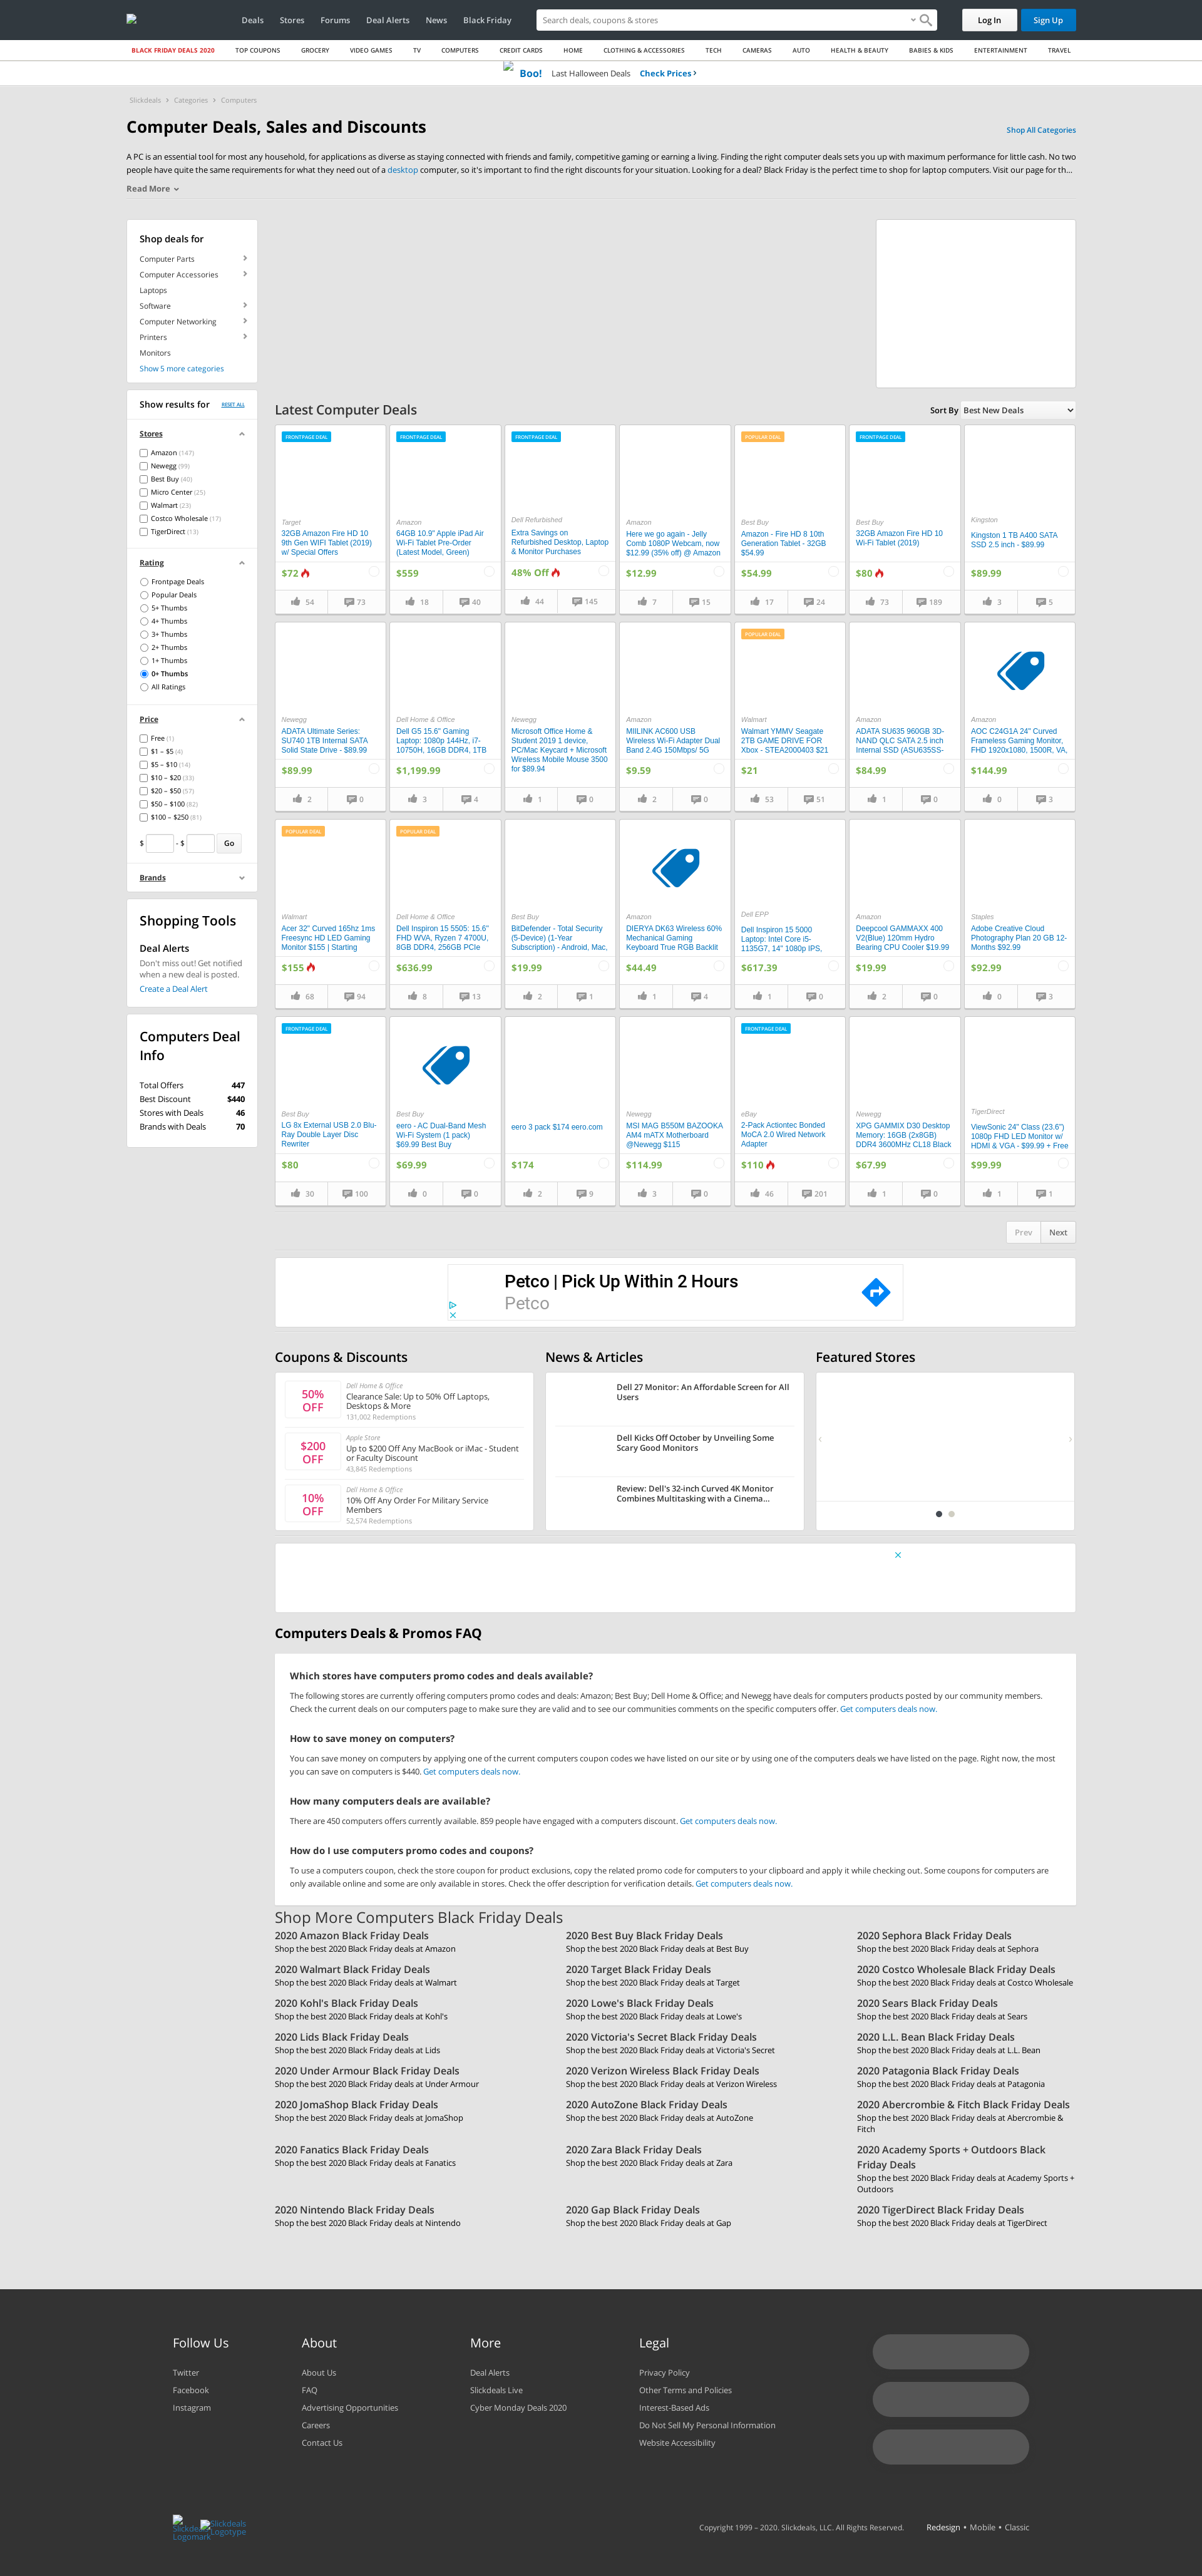 Deals Stores Forums Deal Alerts News Black Friday Search deals, coupons & stores Log In Sign Up
BLACK FRIDAY DEALS 2020 TOP COUPONS GROCERY VIDEO GAMES TV COMPUTERS CREDIT CARDS HOME CLOTHING & ACCESSORIES TECH CAMERAS AUTO HEALTH & BEAUTY BABIES & KIDS ENTERTAINMENT TRAVEL
Boo! Last Halloween Deals Check Prices
Slickdeals Categories Computers
Computer Deals, Sales and Discounts
Shop All Categories
A PC is an essential tool for most any household, for applications as diverse as staying connected with friends and family, competitive gaming or earning a living. Finding the right computer deals sets you up with maximum performance for little cash. No two
people have quite the same requirements for what they need out of a desktop computer, so it's important to find the right discounts for your situation. Looking for a deal? Black Friday is the perfect time to shop for laptop computers. Visit our page for th...
Read More
Shop deals for
Computer Parts
Computer Accessories
Laptops
Software
Computer Networking
Printers
Monitors
Show 5 more categories
Show results for RESET ALL
Stores
Amazon (147)
Newegg (99)
Best Buy (40)
Micro Center (25)
Walmart (23)
Costco Wholesale (17)
TigerDirect (13)
Rating
Frontpage Deals
Popular Deals
5+ Thumbs
4+ Thumbs
3+ Thumbs
2+ Thumbs
1+ Thumbs
0+ Thumbs
All Ratings
Price
Free (1)
$1 – $5 (4)
$5 – $10 (14)
$10 – $20 (33)
$20 – $50 (57)
$50 – $100 (82)
$100 – $250 (81)
$ - $ Go
Brands
Shopping Tools
Deal Alerts
Don't miss out! Get notified
when a new deal is posted.
Create a Deal Alert
Computers Deal
Info
Total Offers 447
Best Discount $440
Stores with Deals 46
Brands with Deals 70
Latest Computer Deals
Sort By Best New Deals
FRONTPAGE DEAL
Target
32GB Amazon Fire HD 10
9th Gen WIFI Tablet (2019)
w/ Special Offers
$72
54 73
FRONTPAGE DEAL
Amazon
64GB 10.9" Apple iPad Air
Wi-Fi Tablet Pre-Order
(Latest Model, Green)
$559
18 40
FRONTPAGE DEAL
Dell Refurbished
Extra Savings on
Refurbished Desktop, Laptop
& Monitor Purchases
48% Off
44 145
Amazon
Here we go again - Jelly
Comb 1080P Webcam, now
$12.99 (35% off) @ Amazon
$12.99
7 15
POPULAR DEAL
Best Buy
Amazon - Fire HD 8 10th
Generation Tablet - 32GB
$54.99
$54.99
17 24
FRONTPAGE DEAL
Best Buy
32GB Amazon Fire HD 10
Wi-Fi Tablet (2019)
$80
73 189
Kingston
Kingston 1 TB A400 SATA
SSD 2.5 inch - $89.99
$89.99
3 5
Newegg
ADATA Ultimate Series:
SU740 1TB Internal SATA
Solid State Drive - $89.99
$89.99
2 0
Dell Home & Office
Dell G5 15.6" Gaming
Laptop: 1080p 144Hz, i7-
10750H, 16GB DDR4, 1TB
$1,199.99
3 4
Newegg
Microsoft Office Home &
Student 2019 1 device,
PC/Mac Keycard + Microsoft
Wireless Mobile Mouse 3500
for $89.94
1 0
Amazon
MIILINK AC600 USB
Wireless Wi-Fi Adapter Dual
Band 2.4G 150Mbps/ 5G
$9.59
2 0
POPULAR DEAL
Walmart
Walmart YMMV Seagate
2TB GAME DRIVE FOR
Xbox - STEA2000403 $21
$21
53 51
Amazon
ADATA SU635 960GB 3D-
NAND QLC SATA 2.5 inch
Internal SSD (ASU635SS-
$84.99
1 0
Amazon
AOC C24G1A 24" Curved
Frameless Gaming Monitor,
FHD 1920x1080, 1500R, VA,
$144.99
0 3
POPULAR DEAL
Walmart
Acer 32" Curved 165hz 1ms
Freesync HD LED Gaming
Monitor $155 | Starting
$155
68 94
POPULAR DEAL
Dell Home & Office
Dell Inspiron 15 5505: 15.6"
FHD WVA, Ryzen 7 4700U,
8GB DDR4, 256GB PCIe
$636.99
8 13
Best Buy
BitDefender - Total Security
(5-Device) (1-Year
Subscription) - Android, Mac,
$19.99
2 1
Amazon
DIERYA DK63 Wireless 60%
Mechanical Gaming
Keyboard True RGB Backlit
$44.49
1 4
Dell EPP
Dell Inspiron 15 5000
Laptop: Intel Core i5-
1135G7, 14" 1080p IPS,
$617.39
1 0
Amazon
Deepcool GAMMAXX 400
V2(Blue) 120mm Hydro
Bearing CPU Cooler $19.99
$19.99
2 0
Staples
Adobe Creative Cloud
Photography Plan 20 GB 12-
Months $92.99
$92.99
0 3
FRONTPAGE DEAL
Best Buy
LG 8x External USB 2.0 Blu-
Ray Double Layer Disc
Rewriter
$80
30 100
Best Buy
eero - AC Dual-Band Mesh
Wi-Fi System (1 pack)
$69.99 Best Buy
$69.99
0 0
eero 3 pack $174 eero.com
$174
2 9
Newegg
MSI MAG B550M BAZOOKA
AM4 mATX Motherboard
@Newegg $115
$114.99
3 0
FRONTPAGE DEAL
eBay
2-Pack Actiontec Bonded
MoCA 2.0 Wired Network
Adapter
$110
46 201
Newegg
XPG GAMMIX D30 Desktop
Memory: 16GB (2x8GB)
DDR4 3600MHz CL18 Black
$67.99
1 0
TigerDirect
ViewSonic 24" Class (23.6")
1080p FHD LED Monitor w/
HDMI & VGA - $99.99 + Free
$99.99
1 1
Prev Next
Petco | Pick Up Within 2 Hours
Petco
Coupons & Discounts
50%
OFF
Dell Home & Office
Clearance Sale: Up to 50% Off Laptops,
Desktops & More
131,002 Redemptions
$200
OFF
Apple Store
Up to $200 Off Any MacBook or iMac - Student
or Faculty Discount
43,845 Redemptions
10%
OFF
Dell Home & Office
10% Off Any Order For Military Service
Members
52,574 Redemptions
News & Articles
Dell 27 Monitor: An Affordable Screen for All
Users
Dell Kicks Off October by Unveiling Some
Scary Good Monitors
Review: Dell's 32-inch Curved 4K Monitor
Combines Multitasking with a Cinema...
Featured Stores
Computers Deals & Promos FAQ
Which stores have computers promo codes and deals available?
The following stores are currently offering computers promo codes and deals: Amazon; Best Buy; Dell Home & Office; and Newegg have deals for computers products posted by our community members.
Check the current deals on our computers page to make sure they are valid and to see our communities comments on the specific computers offer. Get computers deals now.
How to save money on computers?
You can save money on computers by applying one of the current computers coupon codes we have listed on our site or by using one of the computers deals we have listed on the page. Right now, the most
you can save on computers is $440. Get computers deals now.
How many computers deals are available?
There are 450 computers offers currently available. 859 people have engaged with a computers discount. Get computers deals now.
How do I use computers promo codes and coupons?
To use a computers coupon, check the store coupon for product exclusions, copy the related promo code for computers to your clipboard and apply it while checking out. Some coupons for computers are
only available online and some are only available in stores. Check the offer description for verification details. Get computers deals now.
Shop More Computers Black Friday Deals
2020 Amazon Black Friday Deals
Shop the best 2020 Black Friday deals at Amazon
2020 Best Buy Black Friday Deals
Shop the best 2020 Black Friday deals at Best Buy
2020 Sephora Black Friday Deals
Shop the best 2020 Black Friday deals at Sephora
2020 Walmart Black Friday Deals
Shop the best 2020 Black Friday deals at Walmart
2020 Target Black Friday Deals
Shop the best 2020 Black Friday deals at Target
2020 Costco Wholesale Black Friday Deals
Shop the best 2020 Black Friday deals at Costco Wholesale
2020 Kohl's Black Friday Deals
Shop the best 2020 Black Friday deals at Kohl's
2020 Lowe's Black Friday Deals
Shop the best 2020 Black Friday deals at Lowe's
2020 Sears Black Friday Deals
Shop the best 2020 Black Friday deals at Sears
2020 Lids Black Friday Deals
Shop the best 2020 Black Friday deals at Lids
2020 Victoria's Secret Black Friday Deals
Shop the best 2020 Black Friday deals at Victoria's Secret
2020 L.L. Bean Black Friday Deals
Shop the best 2020 Black Friday deals at L.L. Bean
2020 Under Armour Black Friday Deals
Shop the best 2020 Black Friday deals at Under Armour
2020 Verizon Wireless Black Friday Deals
Shop the best 2020 Black Friday deals at Verizon Wireless
2020 Patagonia Black Friday Deals
Shop the best 2020 Black Friday deals at Patagonia
2020 JomaShop Black Friday Deals
Shop the best 2020 Black Friday deals at JomaShop
2020 AutoZone Black Friday Deals
Shop the best 2020 Black Friday deals at AutoZone
2020 Abercrombie & Fitch Black Friday Deals
Shop the best 2020 Black Friday deals at Abercrombie &
Fitch
2020 Fanatics Black Friday Deals
Shop the best 2020 Black Friday deals at Fanatics
2020 Zara Black Friday Deals
Shop the best 2020 Black Friday deals at Zara
2020 Academy Sports + Outdoors Black
Friday Deals
Shop the best 2020 Black Friday deals at Academy Sports +
Outdoors
2020 Nintendo Black Friday Deals
Shop the best 2020 Black Friday deals at Nintendo
2020 Gap Black Friday Deals
Shop the best 2020 Black Friday deals at Gap
2020 TigerDirect Black Friday Deals
Shop the best 2020 Black Friday deals at TigerDirect
Follow Us
Twitter
Facebook
Instagram
About
About Us
FAQ
Advertising Opportunities
Careers
Contact Us
More
Deal Alerts
Slickdeals Live
Cyber Monday Deals 2020
Legal
Privacy Policy
Other Terms and Policies
Interest-Based Ads
Do Not Sell My Personal Information
Website Accessibility
Slickdeals
Logomark
Slickdeals
Logotype
Copyright 1999 – 2020. Slickdeals, LLC. All Rights Reserved. Redesign • Mobile • Classic